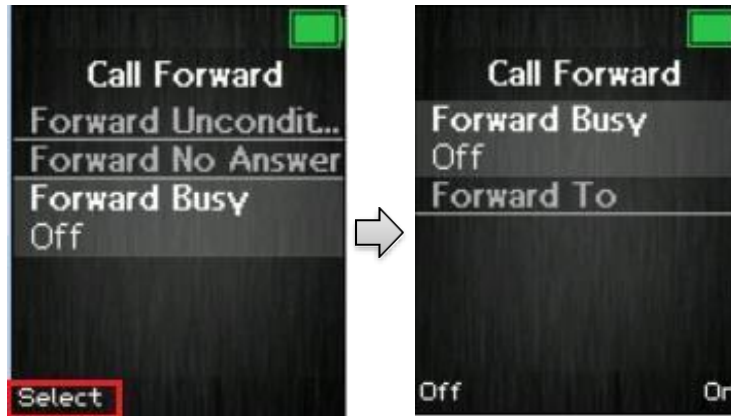 Call Forward
Forward Uncondit...
Forward No Answer
Forward Busy
Off
Select
Call Forward
Forward Busy
Off
Forward To
Off On